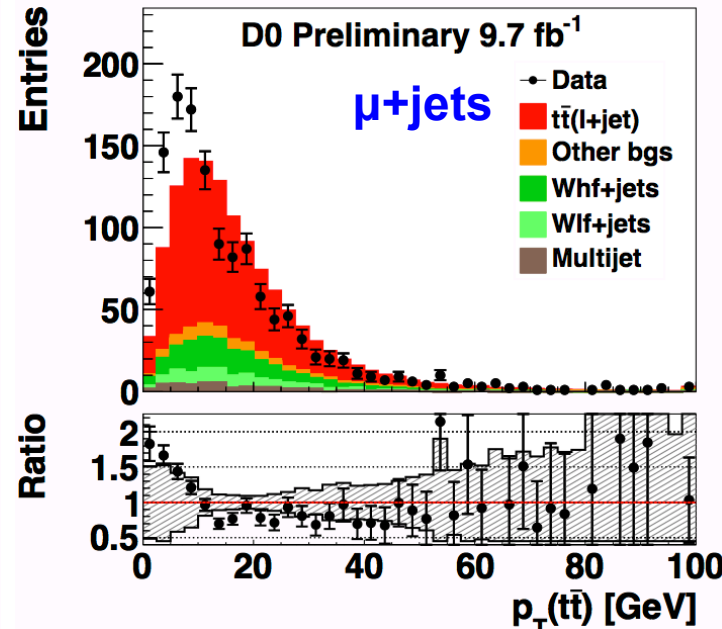 D0 Preliminary 9.7 fb⁻¹
μ+jets
Entries
200
150
100
50
0
Data
tt̄(l+jet)
Other bgs
Whf+jets
Wlf+jets
Multijet
Ratio
2
1.5
1
0.5
0 20 40 60 80 100
p_T(tt̄) [GeV]